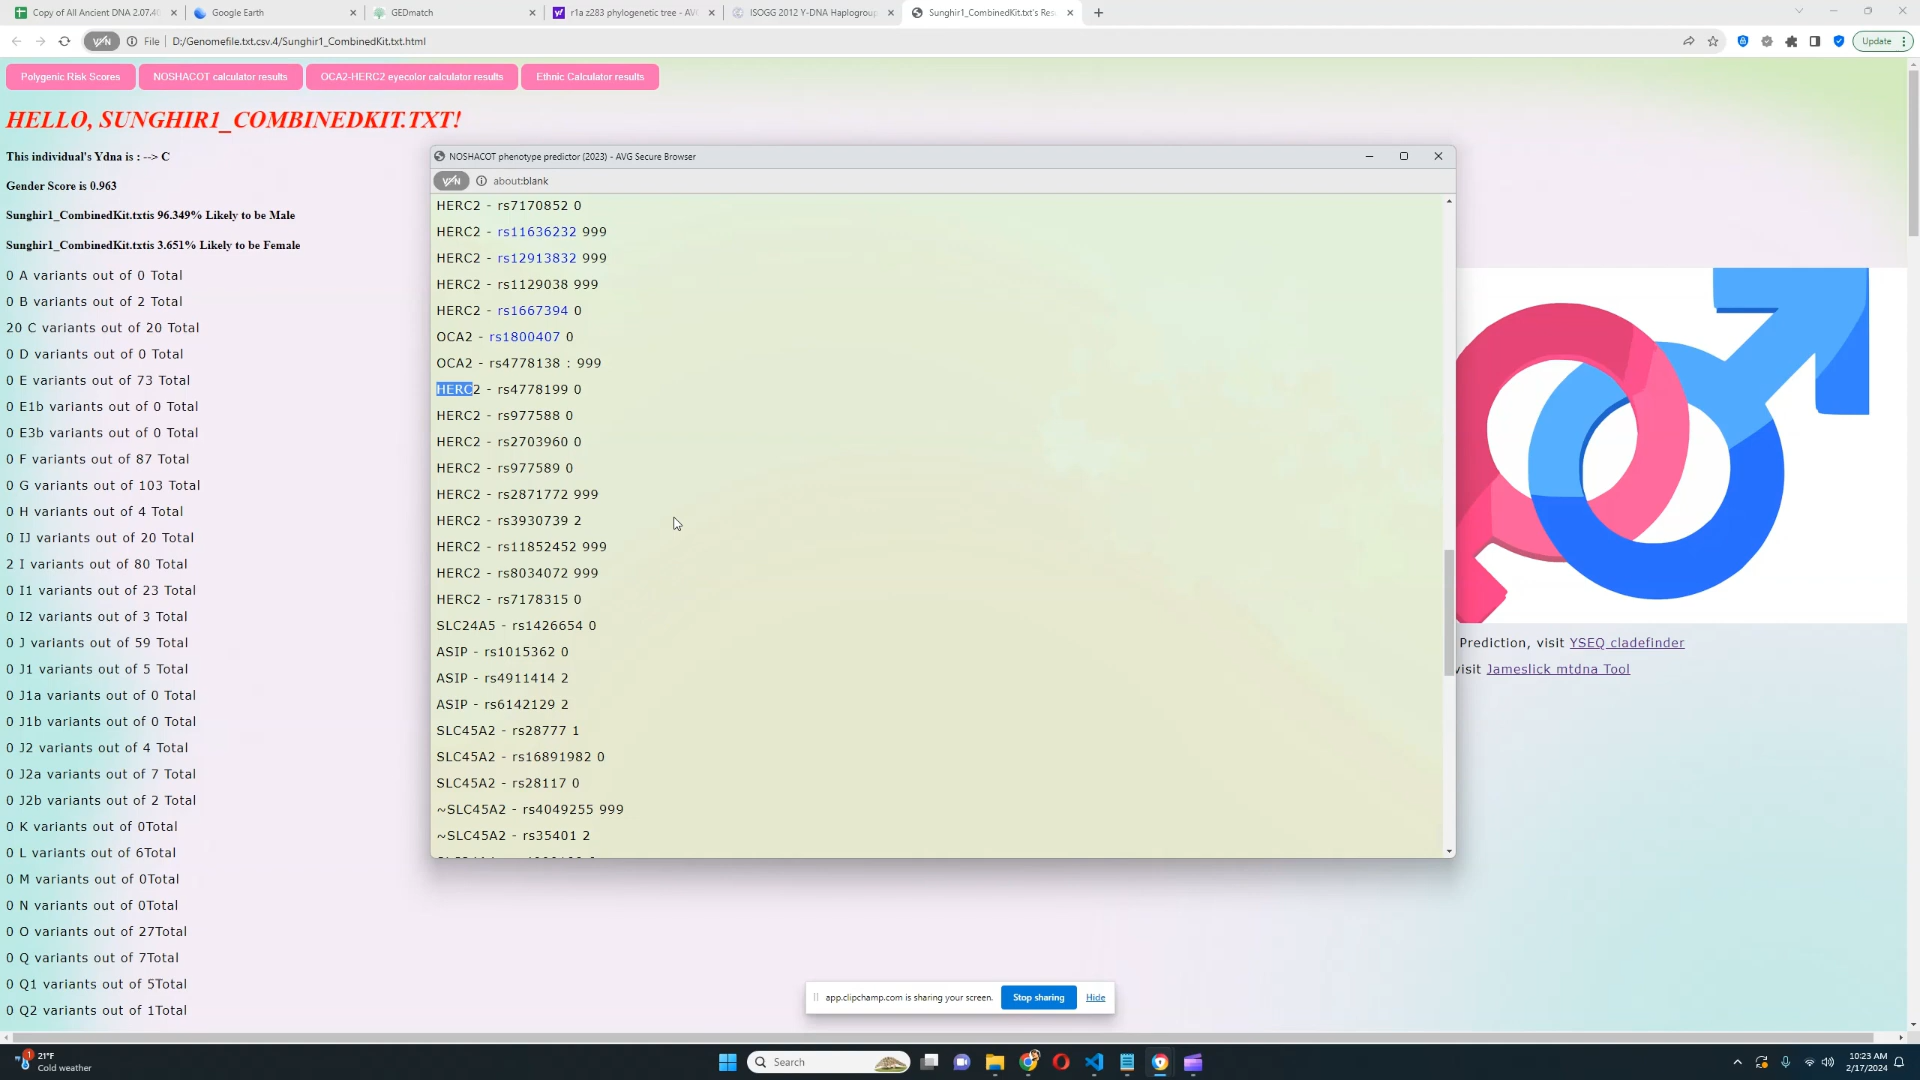 Copy of All Ancient DNA 2.07.40
Google Earth
GEDmatch
r1a z283 phylogenetic tree - AV
ISOGG 2012 Y-DNA Haplogroup
Sunghir1_CombinedKit.txt's Res
VPN
File
D:/Genomefile.txt.csv.4/Sunghir1_CombinedKit.txt.html
Update
Polygenic Risk Scores
NOSHACOT calculator results
OCA2-HERC2 eyecolor calculator results
Ethnic Calculator results
HELLO, SUNGHIR1_COMBINEDKIT.TXT!
This individual's Ydna is : --> C
Gender Score is 0.963
Sunghir1_CombinedKit.txtis 96.349% Likely to be Male
Sunghir1_CombinedKit.txtis 3.651% Likely to be Female
0 A variants out of 0 Total
0 B variants out of 2 Total
20 C variants out of 20 Total
0 D variants out of 0 Total
0 E variants out of 73 Total
0 E1b variants out of 0 Total
0 E3b variants out of 0 Total
0 F variants out of 87 Total
0 G variants out of 103 Total
0 H variants out of 4 Total
0 IJ variants out of 20 Total
2 I variants out of 80 Total
0 I1 variants out of 23 Total
0 I2 variants out of 3 Total
0 J variants out of 59 Total
0 J1 variants out of 5 Total
0 J1a variants out of 0 Total
0 J1b variants out of 0 Total
0 J2 variants out of 4 Total
0 J2a variants out of 7 Total
0 J2b variants out of 2 Total
0 K variants out of 0Total
0 L variants out of 6Total
0 M variants out of 0Total
0 N variants out of 0Total
0 O variants out of 27Total
0 Q variants out of 7Total
0 Q1 variants out of 5Total
0 Q2 variants out of 1Total
NOSHACOT phenotype predictor (2023) - AVG Secure Browser
VPN
about:blank
HERC2 - rs7170852 0
HERC2 - rs11636232 999
HERC2 - rs12913832 999
HERC2 - rs1129038 999
HERC2 - rs1667394 0
OCA2 - rs1800407 0
OCA2 - rs4778138 : 999
HERC2 - rs4778199 0
HERC2 - rs977588 0
HERC2 - rs2703960 0
HERC2 - rs977589 0
HERC2 - rs2871772 999
HERC2 - rs3930739 2
HERC2 - rs11852452 999
HERC2 - rs8034072 999
HERC2 - rs7178315 0
SLC24A5 - rs1426654 0
ASIP - rs1015362 0
ASIP - rs4911414 2
ASIP - rs6142129 2
SLC45A2 - rs28777 1
SLC45A2 - rs16891982 0
SLC45A2 - rs28117 0
~SLC45A2 - rs4049255 999
~SLC45A2 - rs35401 2
Prediction, visit YSEQ cladefinder
visit Jameslick mtdna Tool
app.clipchamp.com is sharing your screen.
Stop sharing
Hide
1
21°F
Cold weather
Search
10:23 AM
2/17/2024